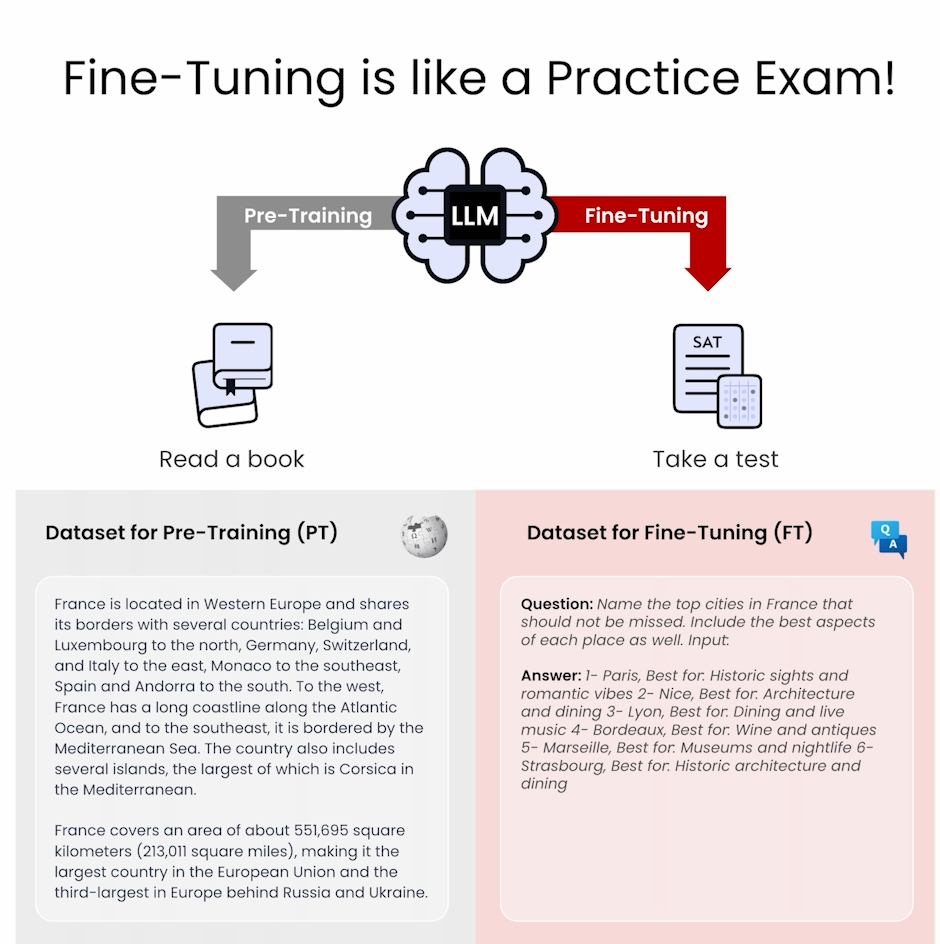 Fine-Tuning is like a Practice Exam!
Pre-Training
LLM
Fine-Tuning
SAT
Read a book
Take a test
Dataset for Pre-Training (PT)
France is located in Western Europe and shares
its borders with several countries: Belgium and
Luxembourg to the north, Germany, Switzerland,
and Italy to the east, Monaco to the southeast,
Spain and Andorra to the south. To the west,
France has a long coastline along the Atlantic
Ocean, and to the southeast, it is bordered by the
Mediterranean Sea. The country also includes
several islands, the largest of which is Corsica in
the Mediterranean.
France covers an area of about 551,695 square
kilometers (213,011 square miles), making it the
largest country in the European Union and the
third-largest in Europe behind Russia and Ukraine.
Dataset for Fine-Tuning (FT)
Q
A
Question: Name the top cities in France that
should not be missed. Include the best aspects
of each place as well. Input:
Answer: 1- Paris, Best for: Historic sights and
romantic vibes 2- Nice, Best for: Architecture
and dining 3- Lyon, Best for: Dining and live
music 4- Bordeaux, Best for: Wine and antiques
5- Marseille, Best for: Museums and nightlife 6-
Strasbourg, Best for: Historic architecture and
dining